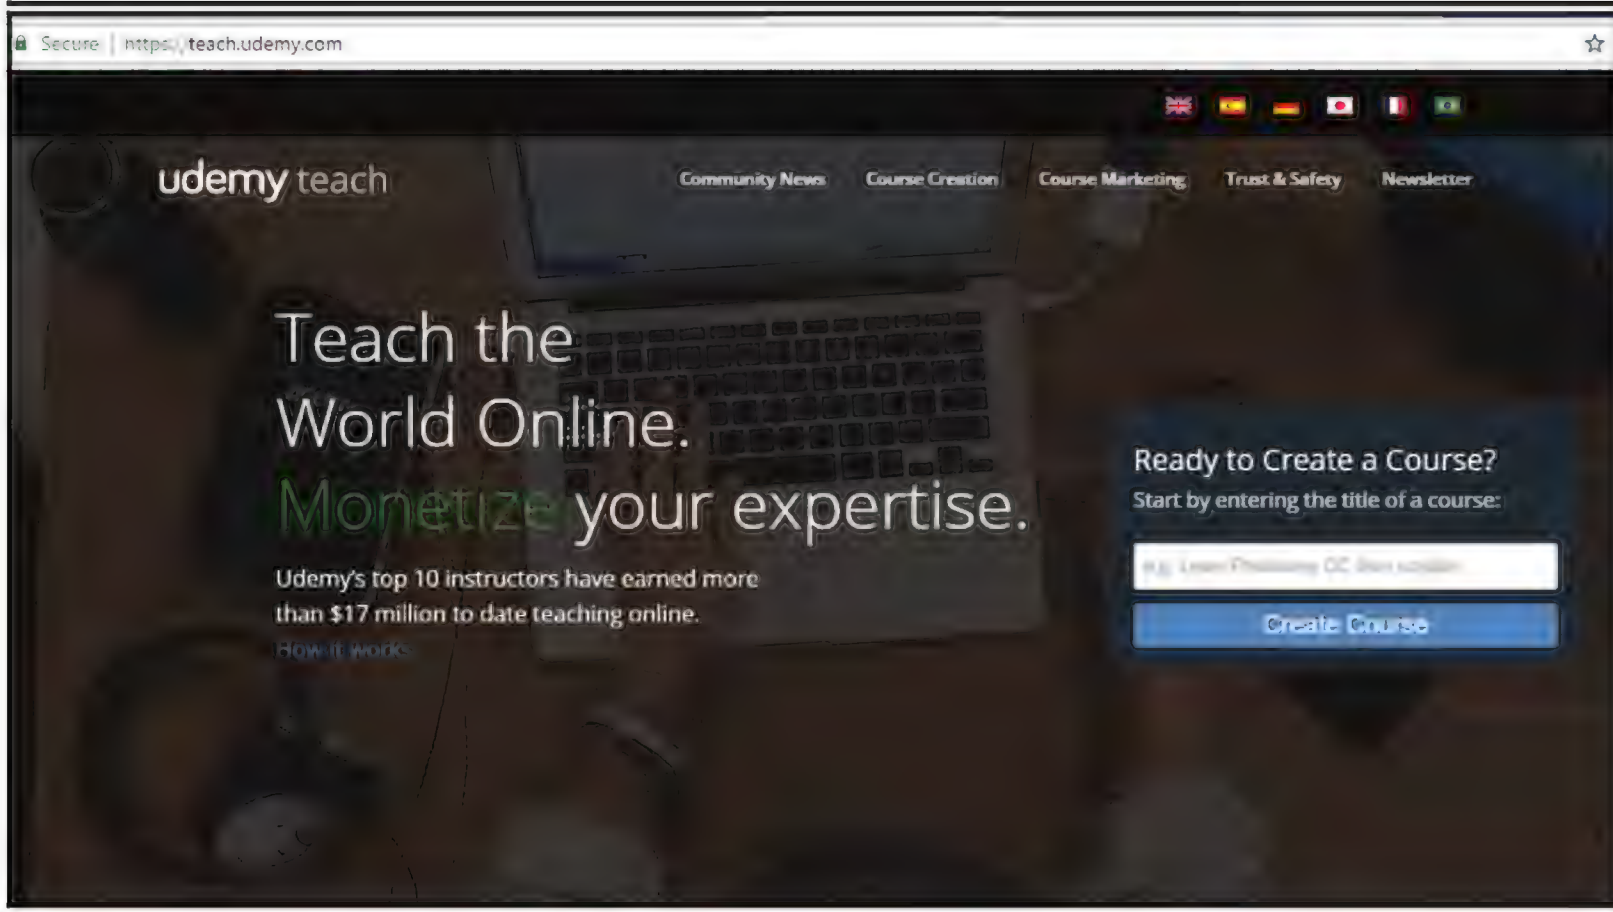 Secure | https://teach.udemy.com
udemy teach
Community News Course Creation Course Marketing Trust & Safety Newsletter
Teach the
World Online.
Monetize your expertise.
Udemy's top 10 instructors have earned more
than $17 million to date teaching online.
How it works
Ready to Create a Course?
Start by entering the title of a course:
Create Course